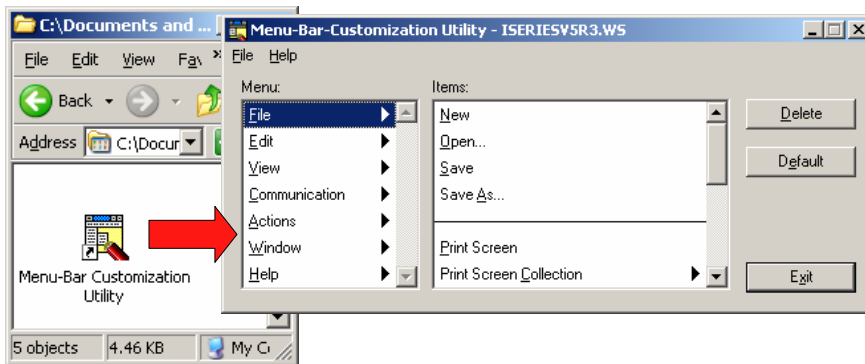 C:\Documents and ...
File Edit View Fav »
Back
Address C:\Docur
Menu-Bar Customization
Utility
5 objects 4.46 KB My C
Menu-Bar-Customization Utility - ISERIESV5R3.WS
File Help
Menu:
File
Edit
View
Communication
Actions
Window
Help
Items:
New
Open...
Save
Save As...
Print Screen
Print Screen Collection
Delete
Default
Exit